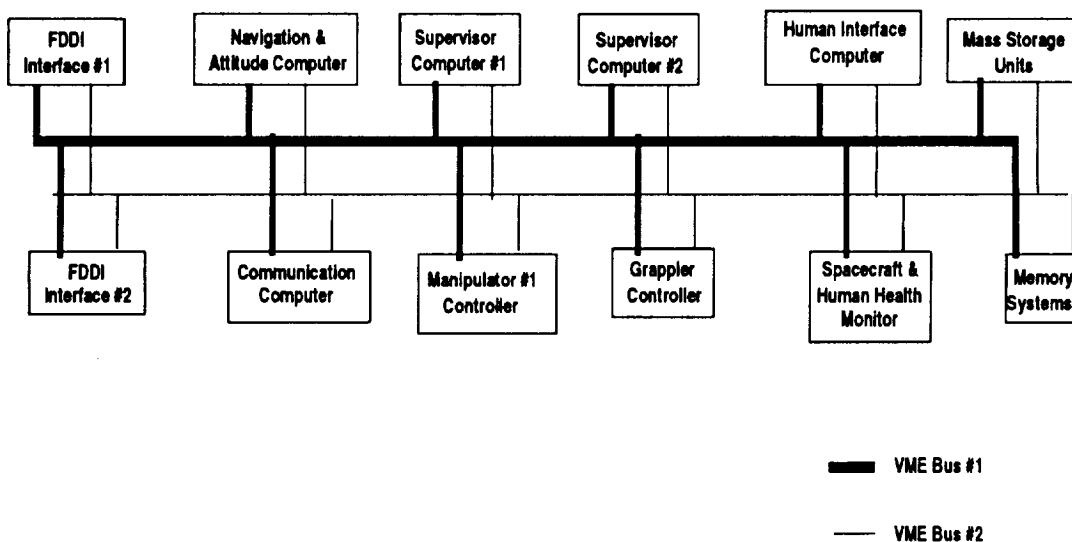 FDDI
Interface #1
Navigation &
Attitude Computer
Supervisor
Computer #1
Supervisor
Computer #2
Human Interface
Computer
Mass Storage
Units
FDDI
Interface #2
Communication
Computer
Manipulator #1
Controller
Grappler
Controller
Spacecraft &
Human Health
Monitor
Memory
Systems
VME Bus #1
VME Bus #2